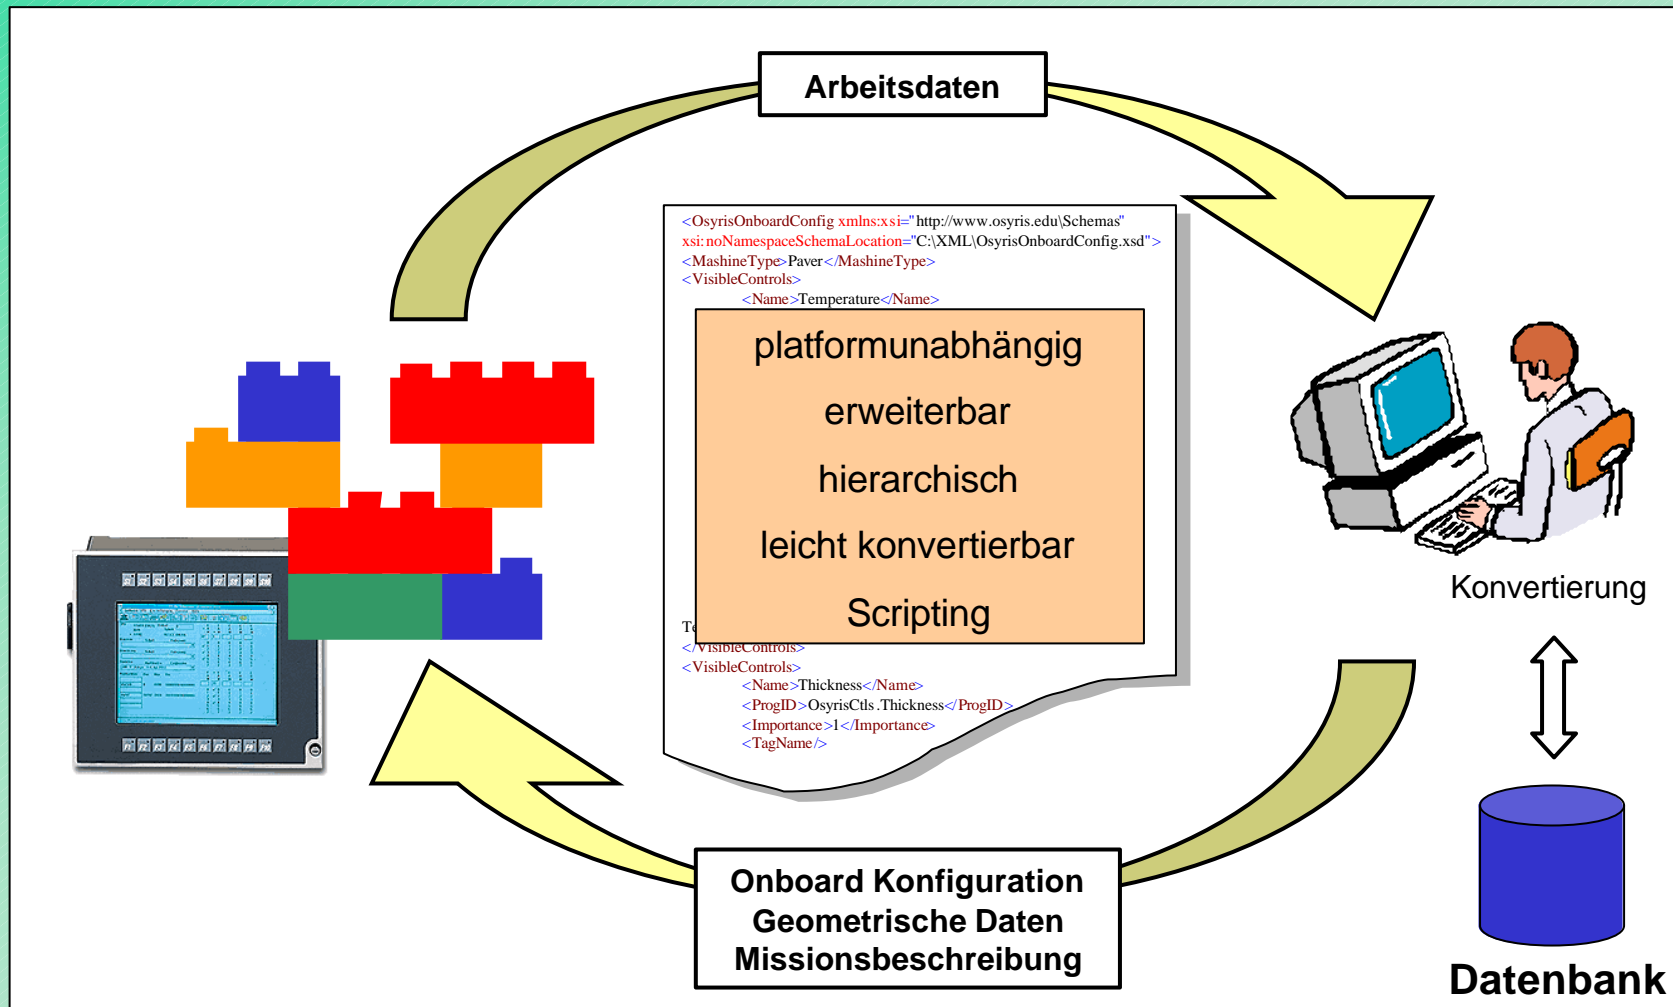 Arbeitsdaten
<OsyrisOnboardConfig xmlns:xsi="http://www.osyris.edu\Schemas"
xsi:noNamespaceSchemaLocation="C:\XML\OsyrisOnboardConfig.xsd">
<MashineType>Paver</MashineType>
<VisibleControls>
<Name>Temperature</Name>
platformunabhängig
erweiterbar
hierarchisch
leicht konvertierbar
Scripting
</VisibleControls>
<VisibleControls>
<Name>Thickness</Name>
<ProgID>OsyrisCtls.Thickness</ProgID>
<Importance>1</Importance>
<TagName/>
Konvertierung
Onboard Konfiguration
Geometrische Daten
Missionsbeschreibung
Datenbank